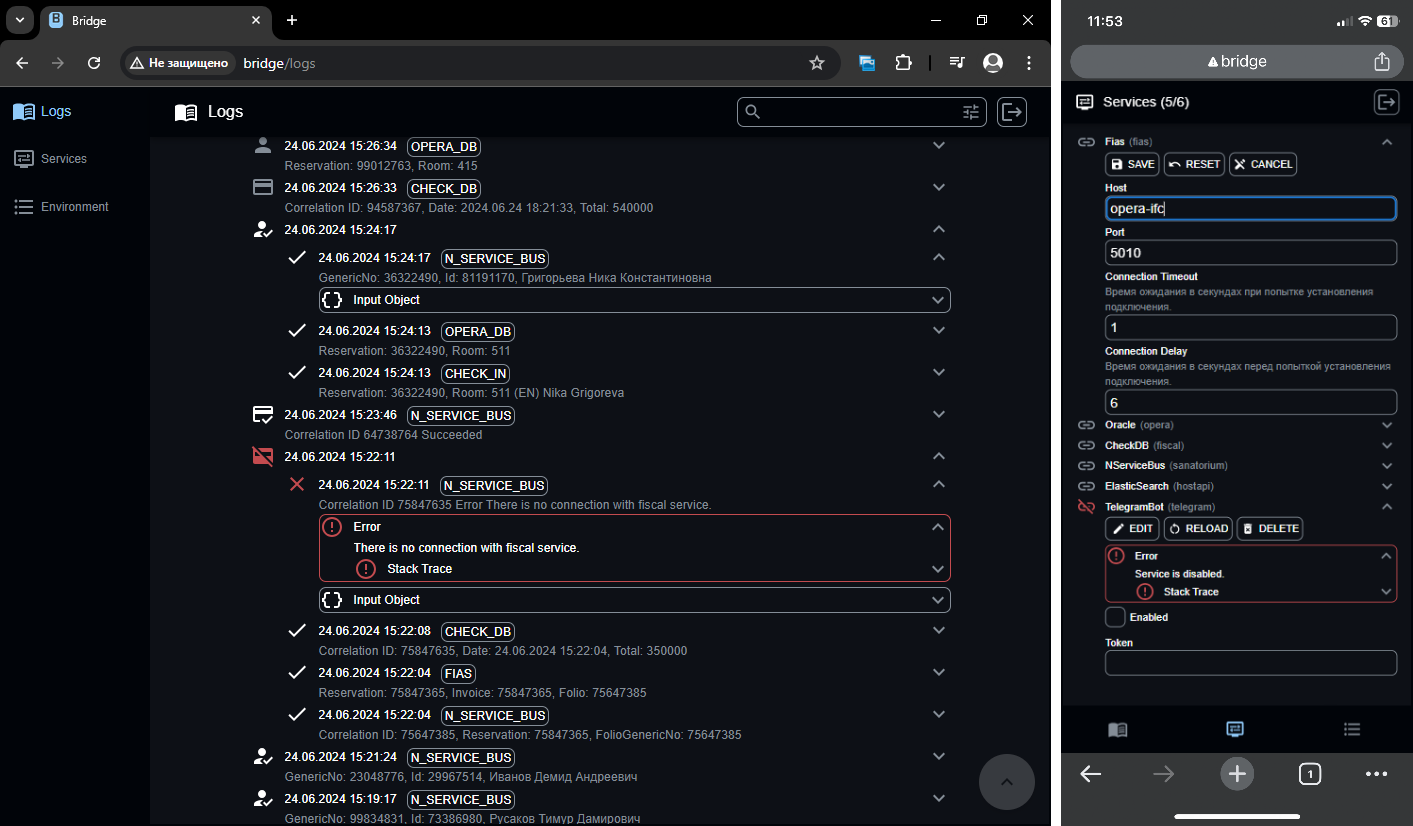 Bridge
Не защищено
bridge/logs
Logs
Services
Environment
Logs
24.06.2024 15:26:34 OPERA_DB
Reservation: 99012763, Room: 415
24.06.2024 15:26:33 CHECK_DB
Correlation ID: 94587367, Date: 2024.06.24 18:21:33, Total: 540000
24.06.2024 15:24:17
24.06.2024 15:24:17 N_SERVICE_BUS
GenericNo: 36322490, Id: 81191170, Григорьева Ника Константиновна
Input Object
24.06.2024 15:24:13 OPERA_DB
Reservation: 36322490, Room: 511
24.06.2024 15:24:13 CHECK_IN
Reservation: 36322490, Room: 511 (EN) Nika Grigoreva
24.06.2024 15:23:46 N_SERVICE_BUS
Correlation ID 64738764 Succeeded
24.06.2024 15:22:11
24.06.2024 15:22:11 N_SERVICE_BUS
Correlation ID 75847635 Error There is no connection with fiscal service.
Error
There is no connection with fiscal service.
Stack Trace
Input Object
24.06.2024 15:22:08 CHECK_DB
Correlation ID: 75847635, Date: 24.06.2024 15:22:04, Total: 350000
24.06.2024 15:22:04 FIAS
Reservation: 75847365, Invoice: 75847365, Folio: 75647385
24.06.2024 15:22:04 N_SERVICE_BUS
Correlation ID: 75647385, Reservation: 75847365, FolioGenericNo: 75647385
24.06.2024 15:21:24 N_SERVICE_BUS
GenericNo: 23048776, Id: 29967514, Иванов Демид Андреевич
24.06.2024 15:19:17 N_SERVICE_BUS
GenericNo: 99834831, Id: 73386980, Русаков Тимур Дамирович
11:53
61
bridge
Services (5/6)
Fias (fias)
SAVE RESET CANCEL
Host
opera-ifc
Port
5010
Connection Timeout
Время ожидания в секундах при попытке установления
подключения.
1
Connection Delay
Время ожидания в секундах перед попыткой установления
подключения.
6
Oracle (opera)
CheckDB (fiscal)
NServiceBus (sanatorium)
ElasticSearch (hostapi)
TelegramBot (telegram)
EDIT RELOAD DELETE
Error
Service is disabled.
Stack Trace
Enabled
Token
1